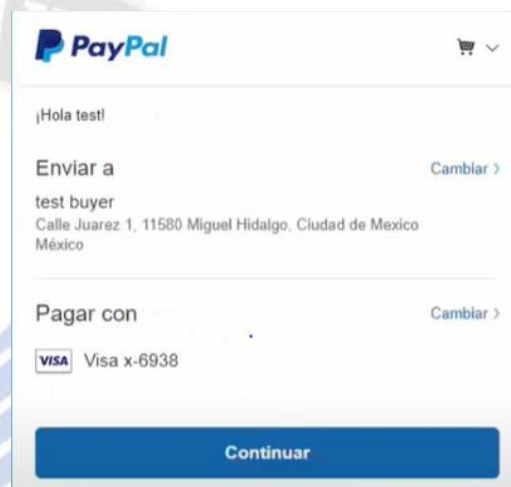 PayPal
¡Hola test!
Enviar a
Cambiar
test buyer
Calle Juarez 1, 11580 Miguel Hidalgo, Ciudad de Mexico
México
Pagar con
Cambiar
VISA Visa x-6938
Continuar